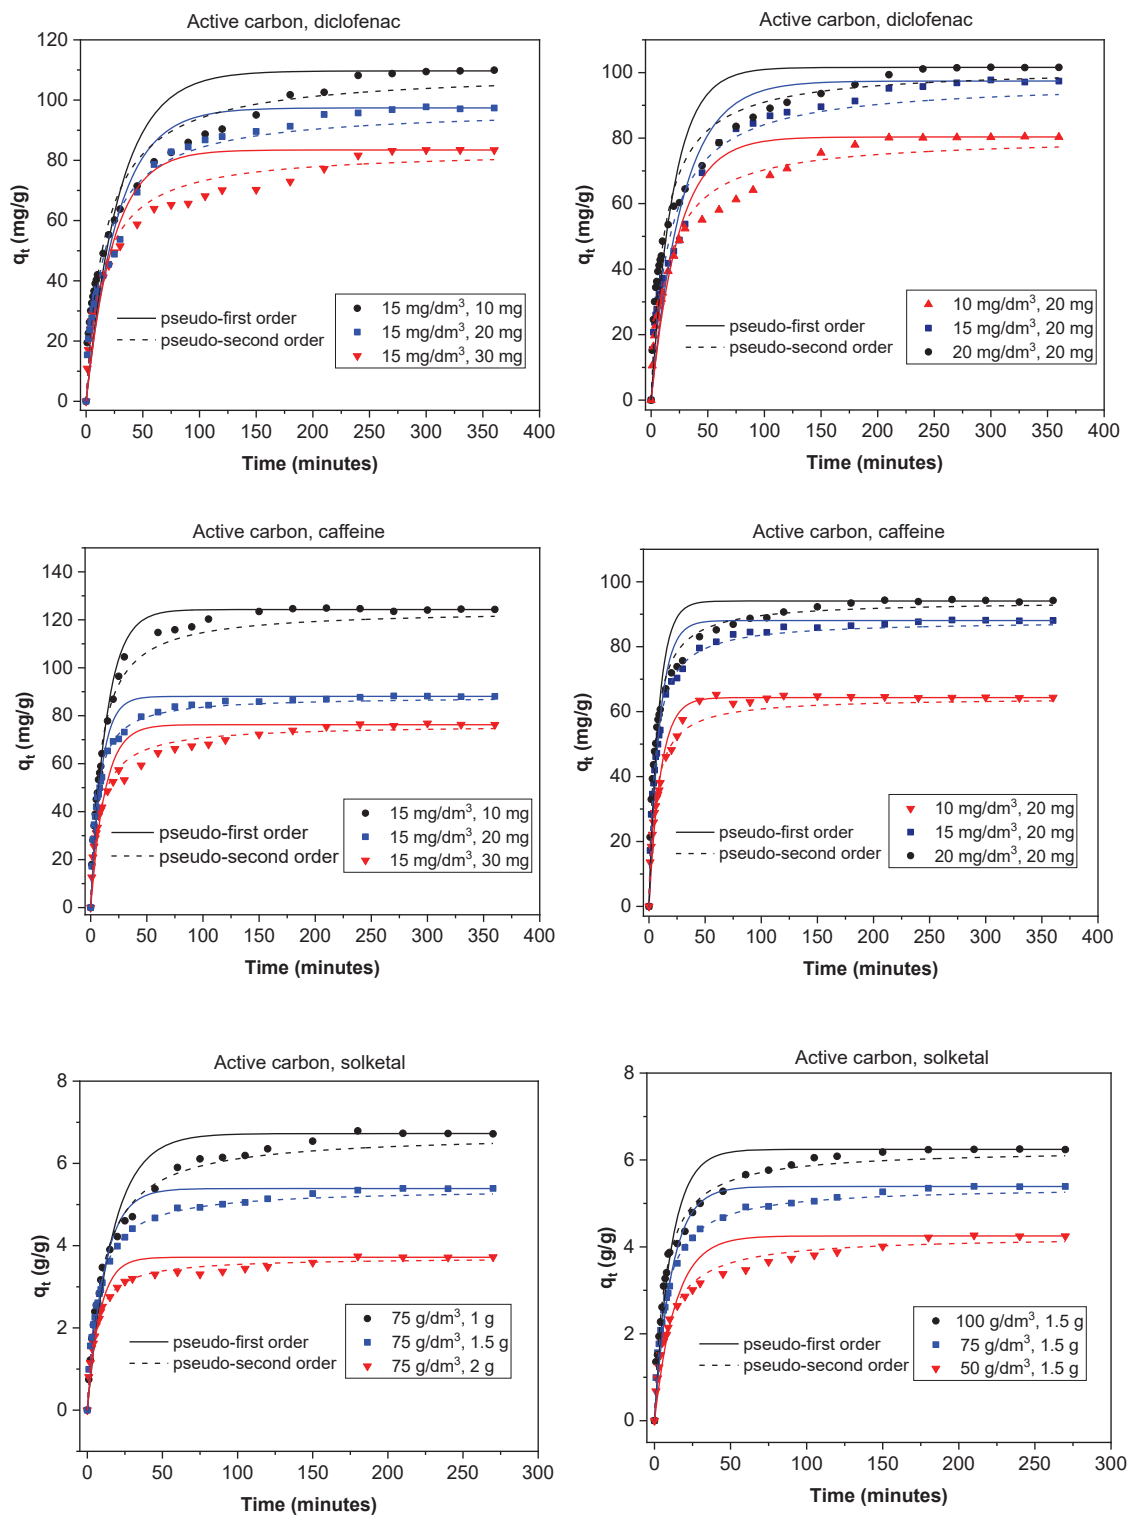 Active carbon, diclofenac
120
100
80
60
40
20
0
qt (mg/g)
pseudo-first order
pseudo-second order
15 mg/dm³, 10 mg
15 mg/dm³, 20 mg
15 mg/dm³, 30 mg
0 50 100 150 200 250 300 350 400
Time (minutes)
Active carbon, diclofenac
100
80
60
40
20
0
qt (mg/g)
pseudo-first order
pseudo-second order
10 mg/dm³, 20 mg
15 mg/dm³, 20 mg
20 mg/dm³, 20 mg
0 50 100 150 200 250 300 350 400
Time (minutes)
Active carbon, caffeine
140
120
100
80
60
40
20
0
qt (mg/g)
pseudo-first order
pseudo-second order
15 mg/dm³, 10 mg
15 mg/dm³, 20 mg
15 mg/dm³, 30 mg
0 50 100 150 200 250 300 350 400
Time (minutes)
Active carbon, caffeine
100
80
60
40
20
0
qt (mg/g)
pseudo-first order
pseudo-second order
10 mg/dm³, 20 mg
15 mg/dm³, 20 mg
20 mg/dm³, 20 mg
0 50 100 150 200 250 300 350 400
Time (minutes)
Active carbon, solketal
8
6
4
2
0
qt (g/g)
pseudo-first order
pseudo-second order
75 g/dm³, 1 g
75 g/dm³, 1.5 g
75 g/dm³, 2 g
0 50 100 150 200 250 300
Time (minutes)
Active carbon, solketal
8
6
4
2
0
qt (g/g)
pseudo-first order
pseudo-second order
100 g/dm³, 1.5 g
75 g/dm³, 1.5 g
50 g/dm³, 1.5 g
0 50 100 150 200 250 300
Time (minutes)